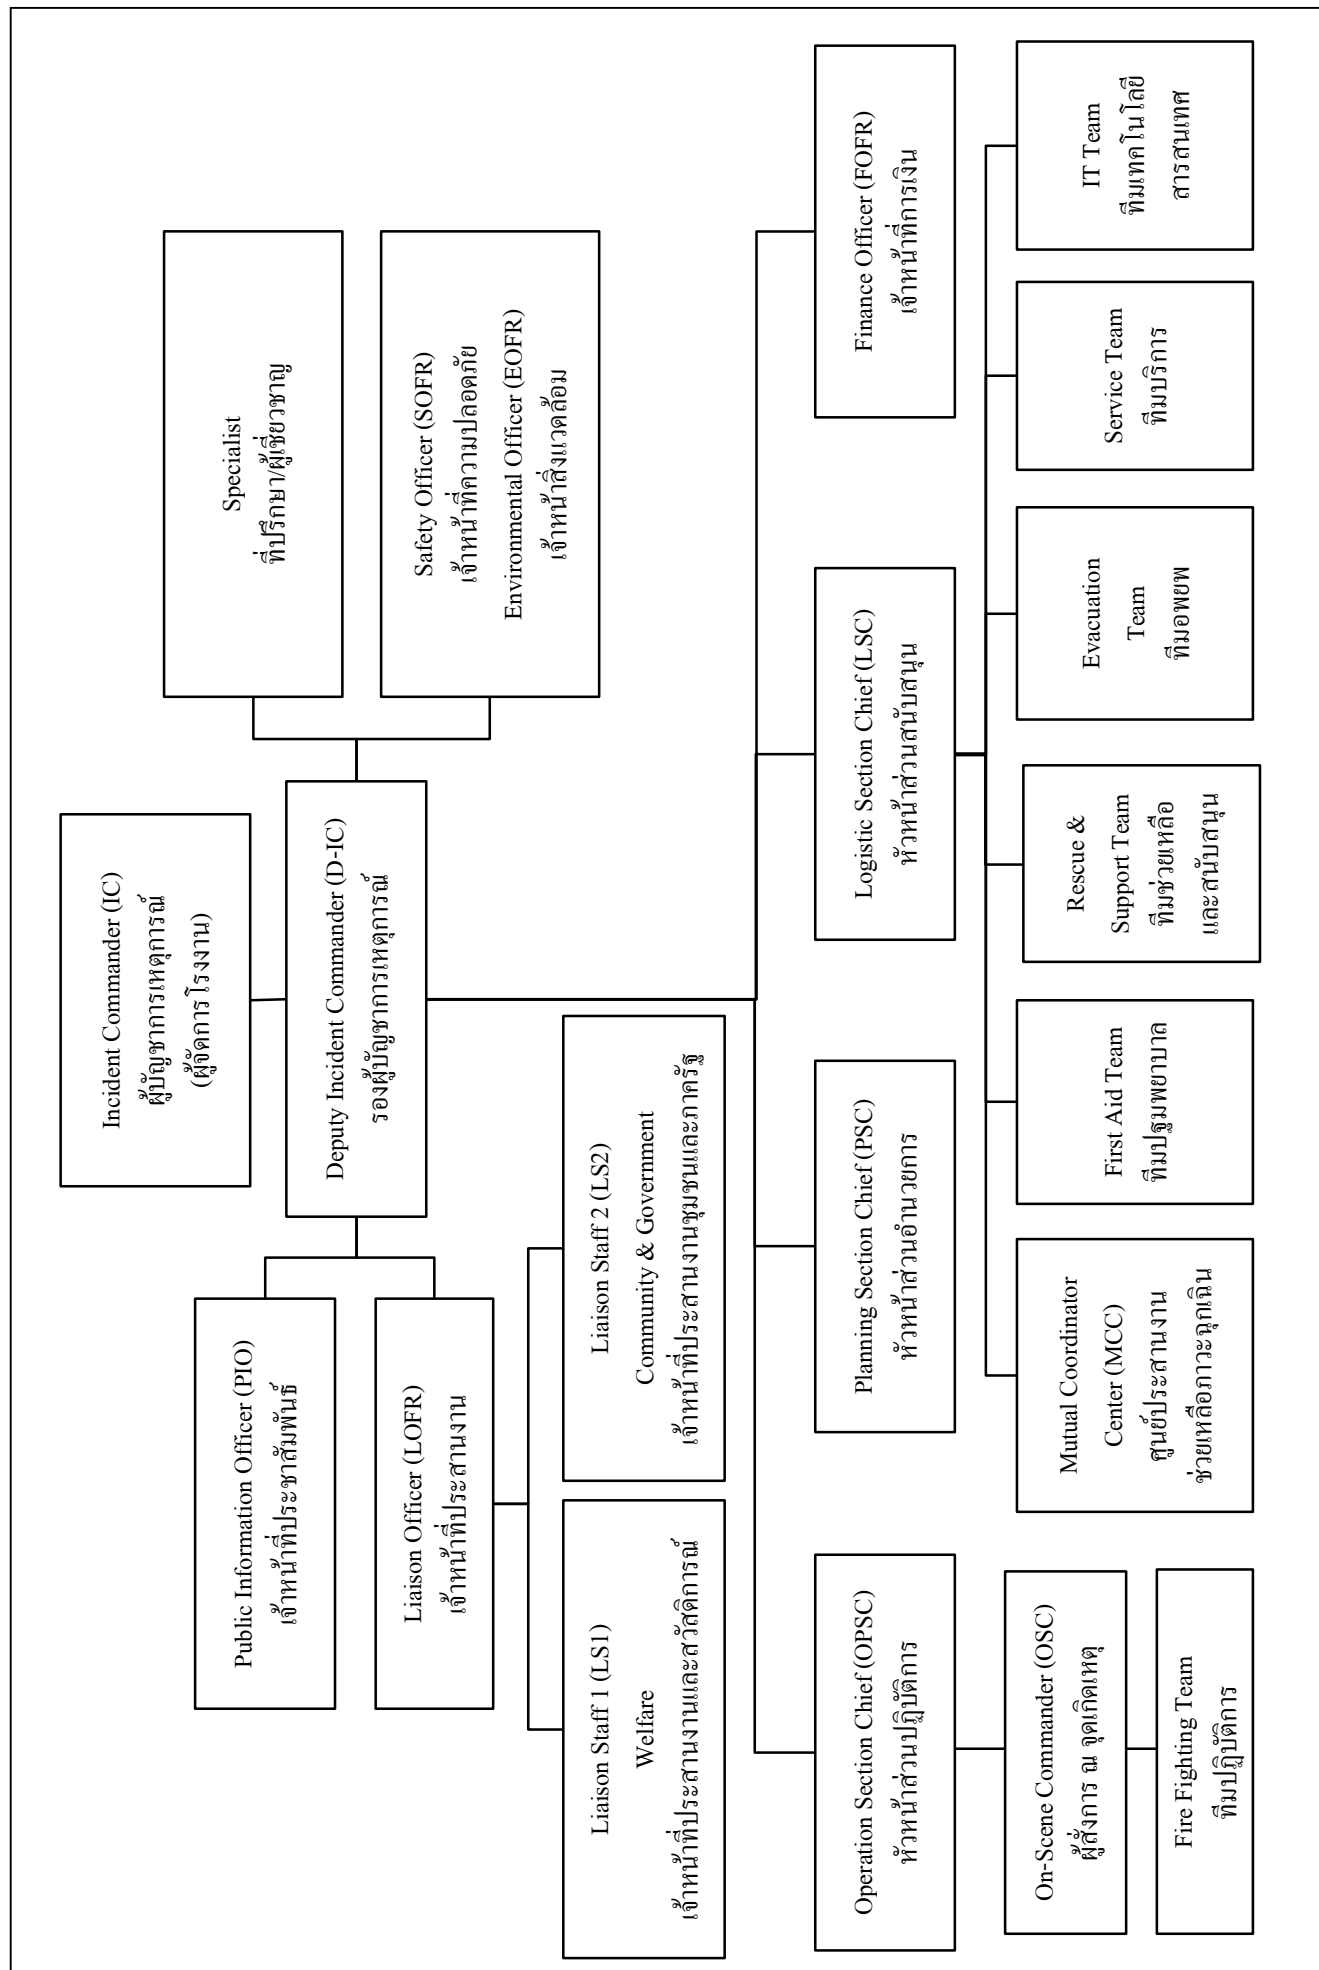 Incident Commander (IC)
ผู้บัญชาการเหตุการณ์
(ผู้จัดการโรงงาน)
Deputy Incident Commander (D-IC)
รองผู้บัญชาการเหตุการณ์
Public Information Officer (PIO)
เจ้าหน้าที่ประชาสัมพันธ์
Liaison Officer (LOFR)
เจ้าหน้าที่ประสานงาน
Specialist
ที่ปรึกษา/ผู้เชี่ยวชาญ
Safety Officer (SOFR)
เจ้าหน้าที่ความปลอดภัย
Environmental Officer (EOFR)
เจ้าหน้าสิ่งแวดล้อม
Liaison Staff 1 (LS1)
Welfare
เจ้าหน้าที่ประสานงานและสวัสดิการณ์
Liaison Staff 2 (LS2)
Community & Government
เจ้าหน้าที่ประสานงานชุมชนและภาครัฐ
Operation Section Chief (OPSC)
หัวหน้าส่วนปฏิบัติการ
Planning Section Chief (PSC)
หัวหน้าส่วนอำนวยการ
Logistic Section Chief (LSC)
หัวหน้าส่วนสนับสนุน
Finance Officer (FOFR)
เจ้าหน้าที่การเงิน
On-Scene Commander (OSC)
ผู้สั่งการ ณ จุดเกิดเหตุ
Fire Fighting Team
ทีมปฏิบัติการ
Mutual Coordinator
Center (MCC)
ศูนย์ประสานงาน
ช่วยเหลือภาวะฉุกเฉิน
First Aid Team
ทีมปฐมพยาบาล
Rescue &
Support Team
ทีมช่วยเหลือ
และสนับสนุน
Evacuation
Team
ทีมอพยพ
Service Team
ทีมบริการ
IT Team
ทีมเทคโนโลยี
สารสนเทศ